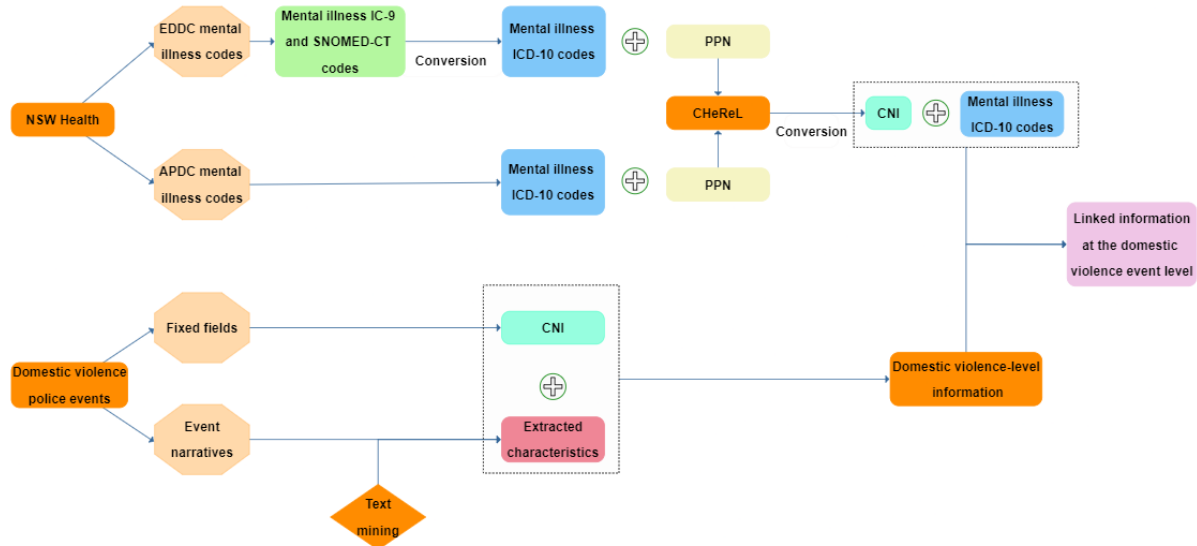 EDDC mental
illness codes
Mental illness IC-9
and SNOMED-CT
codes
Conversion
Mental illness
ICD-10 codes
PPN
NSW Health
CHeReL
Conversion
CNI
Mental illness
ICD-10 codes
APDC mental
illness codes
Mental illness
ICD-10 codes
PPN
Linked information
at the domestic
violence event level
Fixed fields
CNI
Domestic violence
police events
Domestic violence-level
information
Event
narratives
Extracted
characteristics
Text
mining